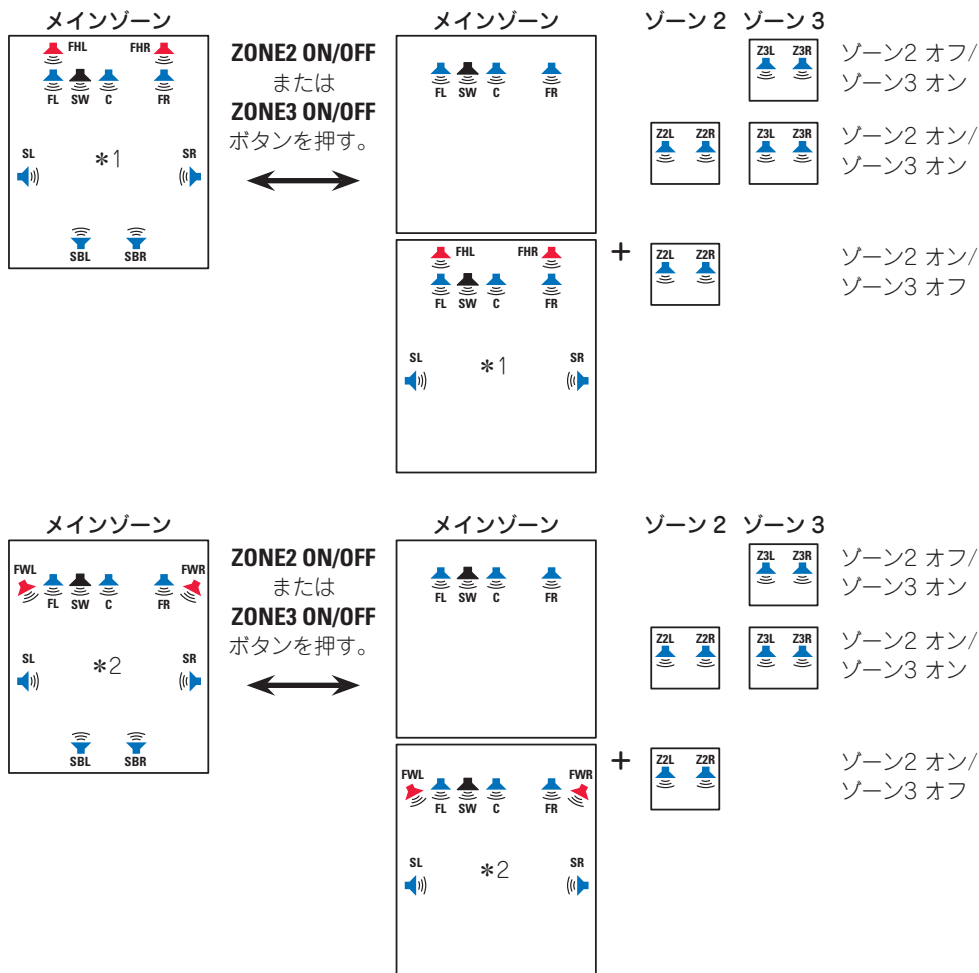 メインゾーン
FHL FHR
FL SW C FR
SL SR
*1
SBL SBR
ZONE2 ON/OFF
または
ZONE3 ON/OFF
ボタンを押す。
メインゾーン
FL SW C FR
ゾーン 2 ゾーン 3
Z3L Z3R
ゾーン2 オフ/
ゾーン3 オン
Z2L Z2R Z3L Z3R
ゾーン2 オン/
ゾーン3 オン
FHL FHR
FL SW C FR
SL SR
*1
+
Z2L Z2R
ゾーン2 オン/
ゾーン3 オフ
メインゾーン
FWL FWR
FL SW C FR
SL SR
*2
SBL SBR
ZONE2 ON/OFF
または
ZONE3 ON/OFF
ボタンを押す。
メインゾーン
FL SW C FR
ゾーン 2 ゾーン 3
Z3L Z3R
ゾーン2 オフ/
ゾーン3 オン
Z2L Z2R Z3L Z3R
ゾーン2 オン/
ゾーン3 オン
FWL FWR
FL SW C FR
SL SR
*2
+
Z2L Z2R
ゾーン2 オン/
ゾーン3 オフ